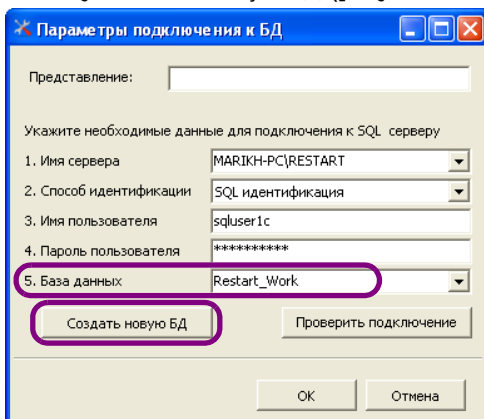 Параметры подключения к БД
Представление:
Укажите необходимые данные для подключения к SQL серверу
1. Имя сервера MARIKH-PC\RESTART
2. Способ идентификации SQL идентификация
3. Имя пользователя sqluser1c
4. Пароль пользователя **********
5. База данных Restart_Work
Создать новую БД Проверить подключение
ОК Отмена